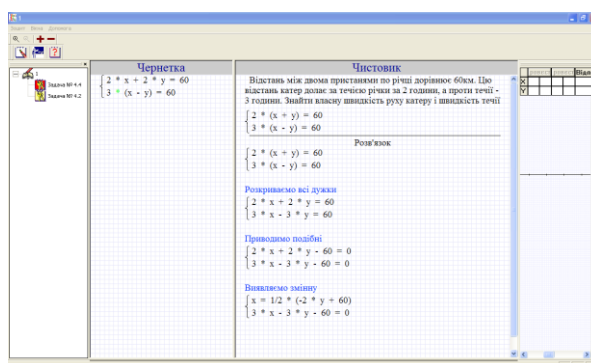 1
Чернетка
Чистовик
1
Задача № 4.4
Задача № 4.2
2 * x + 2 * y = 60
3 * (x - y) = 60
Відстань між двома пристанями по річці дорівнює 60км. Цю
відстань катер долає за течією річки за 2 години, а проти течії -
3 години. Знайти власну швидкість руху катеру і швидкість течії
2 * (x + y) = 60
3 * (x - y) = 60
Розв'язок
2 * (x + y) = 60
3 * (x - y) = 60
Розкриваємо всі дужки
2 * x + 2 * y = 60
3 * x - 3 * y = 60
Приводимо подібні
2 * x + 2 * y - 60 = 0
3 * x - 3 * y - 60 = 0
Виявляємо змінну
x = 1/2 * (-2 * y + 60)
3 * x - 3 * y - 60 = 0
X
Y